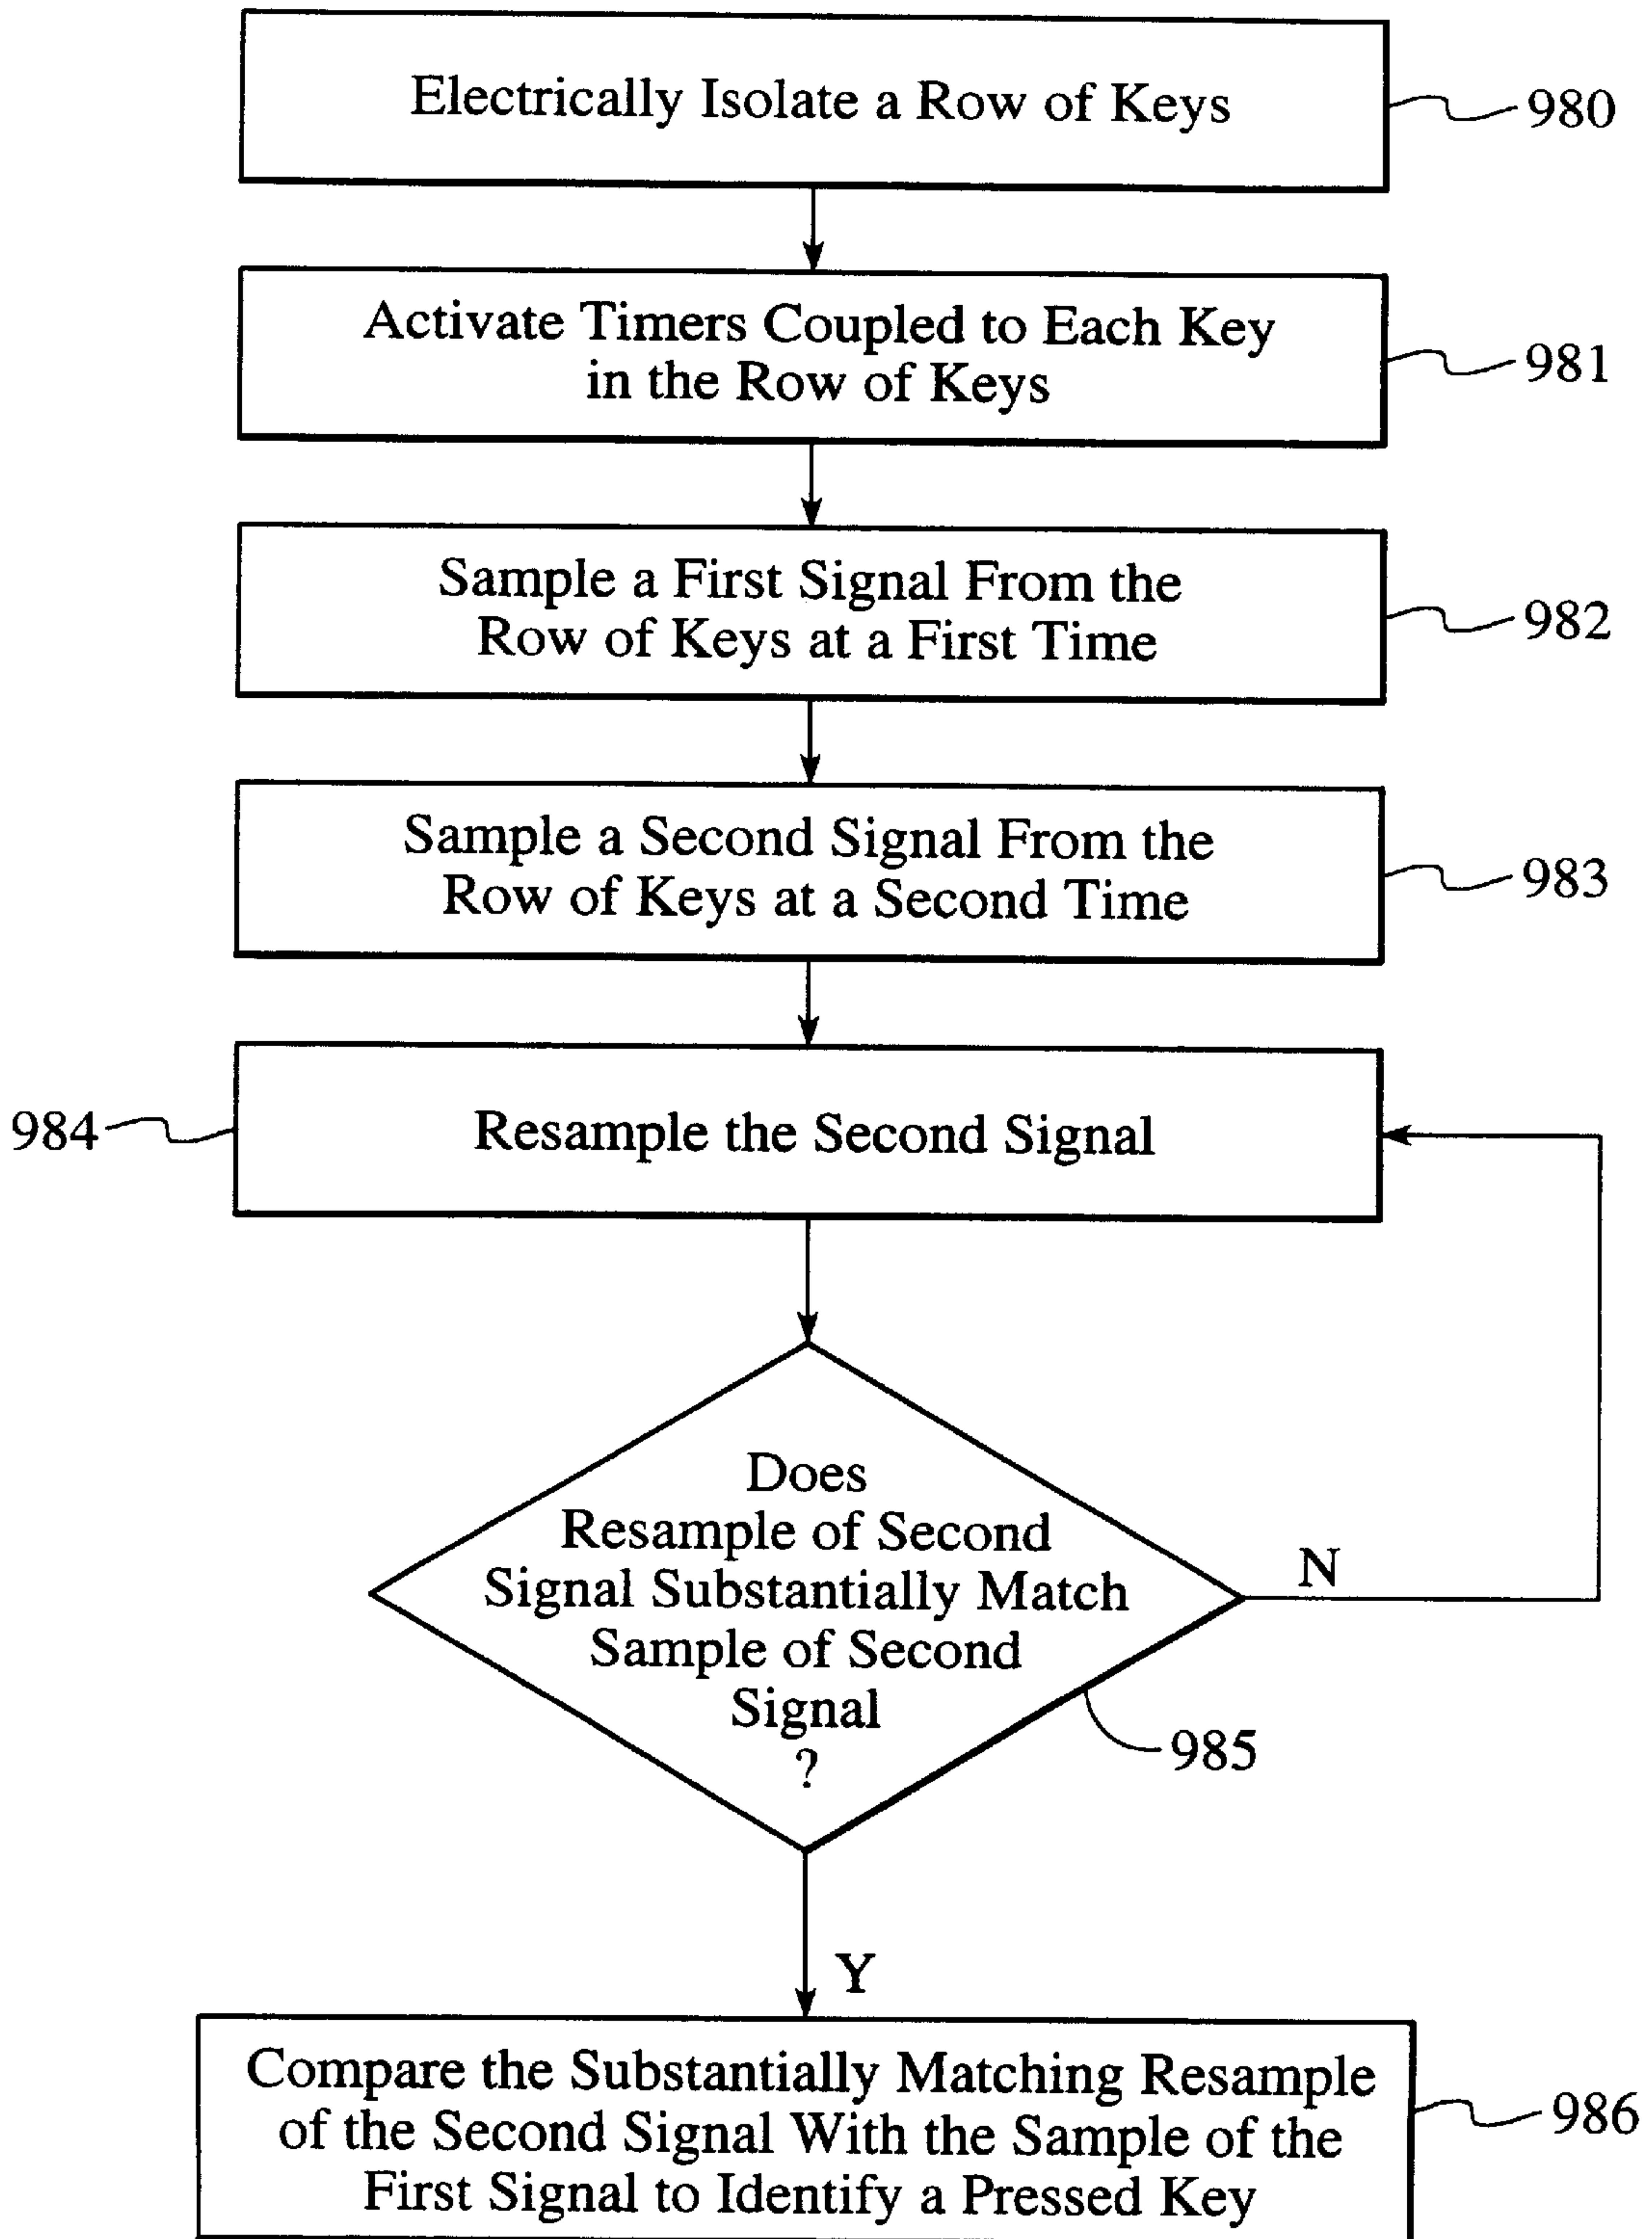 Electrically Isolate a Row of Keys
980
Activate Timers Coupled to Each Key
in the Row of Keys
981
Sample a First Signal From the
Row of Keys at a First Time
982
Sample a Second Signal From the
Row of Keys at a Second Time
983
984
Resample the Second Signal
Does
Resample of Second
Signal Substantially Match
Sample of Second
Signal
?
N
985
Y
Compare the Substantially Matching Resample
of the Second Signal With the Sample of the
First Signal to Identify a Pressed Key
986